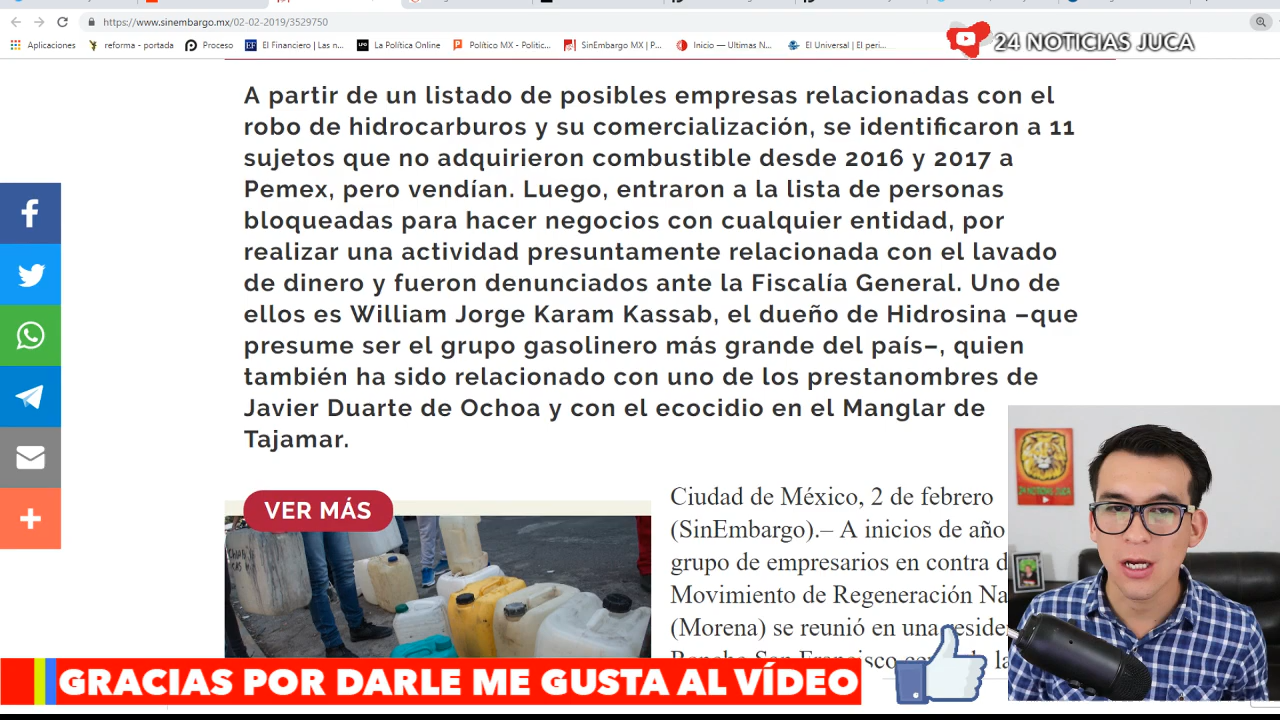 https://www.sinembargo.mx/02-02-2019/3529750
Aplicaciones
reforma - portada
Proceso
El Financiero | Las n...
La Política Online
Político MX - Politic...
SinEmbargo MX | P...
Inicio — Ultimas N...
El Universal | El peri...
24 NOTICIAS JUCA
A partir de un listado de posibles empresas relacionadas con el
robo de hidrocarburos y su comercialización, se identificaron a 11
sujetos que no adquirieron combustible desde 2016 y 2017 a
Pemex, pero vendían. Luego, entraron a la lista de personas
bloqueadas para hacer negocios con cualquier entidad, por
realizar una actividad presuntamente relacionada con el lavado
de dinero y fueron denunciados ante la Fiscalía General. Uno de
ellos es William Jorge Karam Kassab, el dueño de Hidrosina –que
presume ser el grupo gasolinero más grande del país–, quien
también ha sido relacionado con uno de los prestanombres de
Javier Duarte de Ochoa y con el ecocidio en el Manglar de
Tajamar.
VER MÁS
Ciudad de México, 2 de febrero
(SinEmbargo).– A inicios de año
grupo de empresarios en contra d
Movimiento de Regeneración Na
(Morena) se reunió en una reside
24 NOTICIAS JUCA
GRACIAS POR DARLE ME GUSTA AL VÍDEO